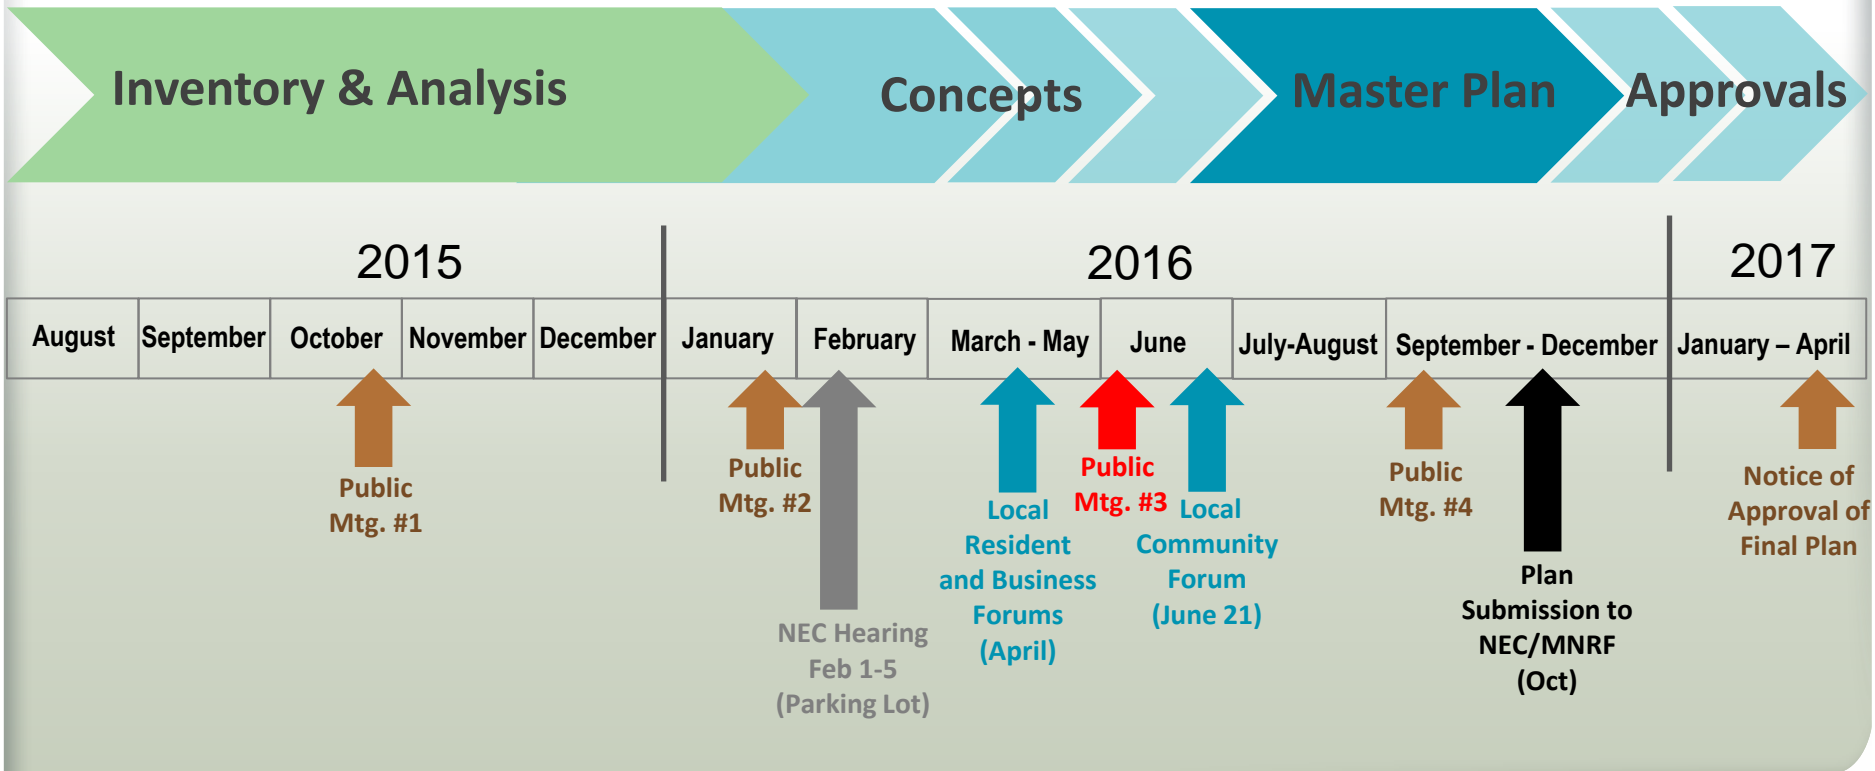 Inventory & Analysis
Concepts
Master Plan
Approvals
2015
2016
2017
August
September
October
November
December
January
February
March - May
June
July-August
September - December
January – April
Public
Mtg. #1
Public
Mtg. #2
NEC Hearing
Feb 1-5
(Parking Lot)
Local
Resident
and Business
Forums
(April)
Public
Mtg. #3
Local
Community
Forum
(June 21)
Public
Mtg. #4
Plan
Submission to
NEC/MNRF
(Oct)
Notice of
Approval of
Final Plan